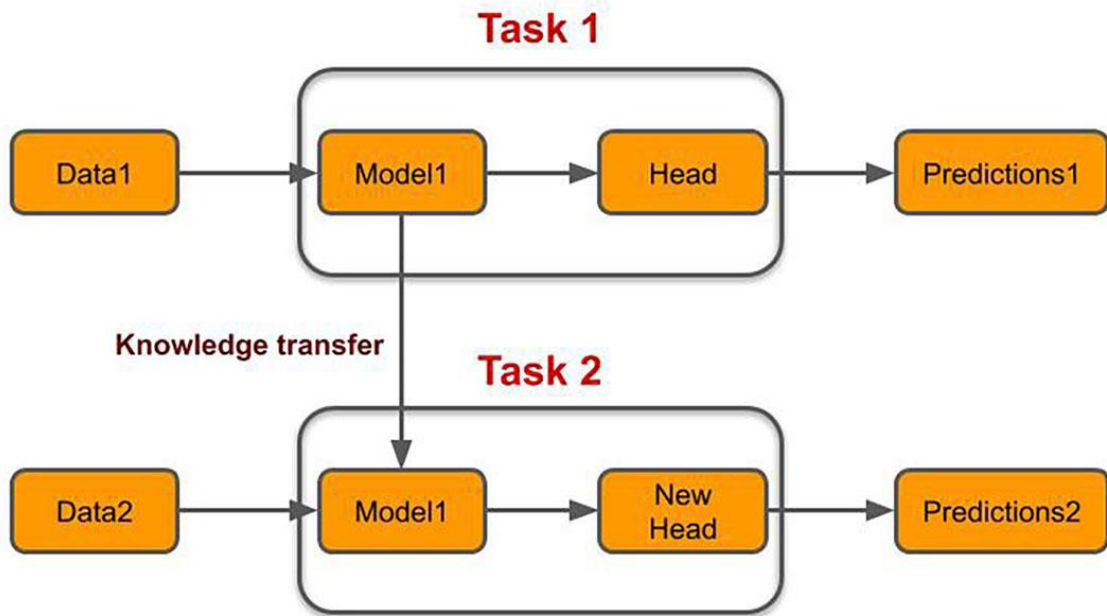 Task 1
Data1
Model1
Head
Predictions1
Knowledge transfer
Task 2
Data2
Model1
New
Head
Predictions2